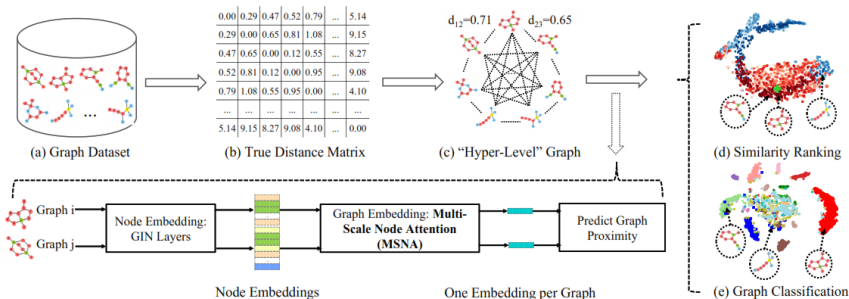 0.00 0.29 0.47 0.52 0.79 ... 5.14
0.29 0.00 0.65 0.81 1.08 ... 9.15
0.47 0.65 0.00 0.12 0.55 ... 8.27
0.52 0.81 0.12 0.00 0.95 ... 9.08
0.79 1.08 0.55 0.95 0.00 ... 4.10
... ... ... ... ... ... ...
5.14 9.15 8.27 9.08 4.10 ... 0.00
d12=0.71 d23=0.65
...
(a) Graph Dataset
(b) True Distance Matrix
(c) “Hyper-Level” Graph
(d) Similarity Ranking
Graph i
Graph j
Node Embedding:
GIN Layers
Graph Embedding: Multi-
Scale Node Attention
(MSNA)
Predict Graph
Proximity
Node Embeddings
One Embedding per Graph
(e) Graph Classification